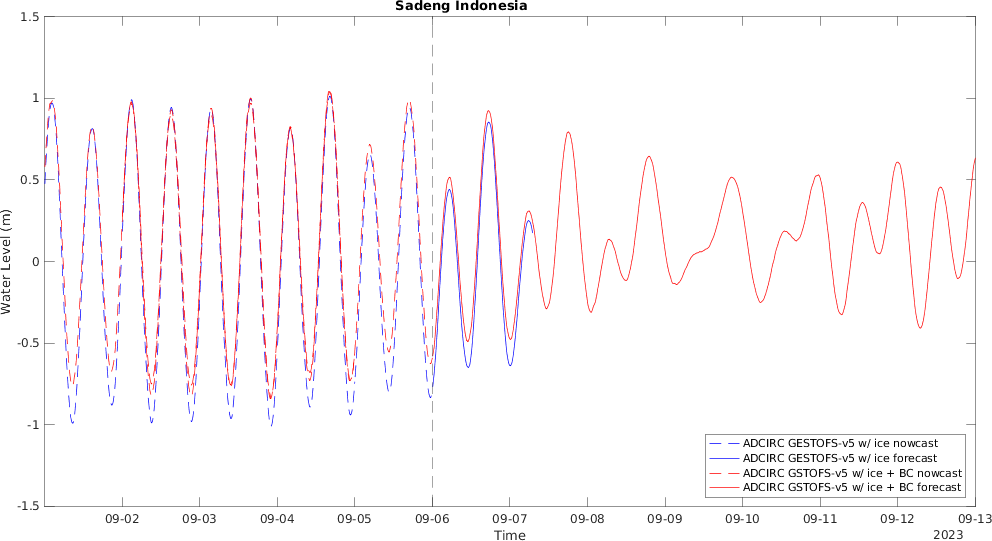 Sadeng Indonesia
1.5
1
0.5
0
-0.5
-1
-1.5
Water Level (m)
ADCIRC GESTOFS-v5 w/ ice nowcast
ADCIRC GESTOFS-v5 w/ ice forecast
ADCIRC GSTOFS-v5 w/ ice + BC nowcast
ADCIRC GSTOFS-v5 w/ ice + BC forecast
09-02 09-03 09-04 09-05 09-06 09-07 09-08 09-09 09-10 09-11 09-12 09-13
Time
2023